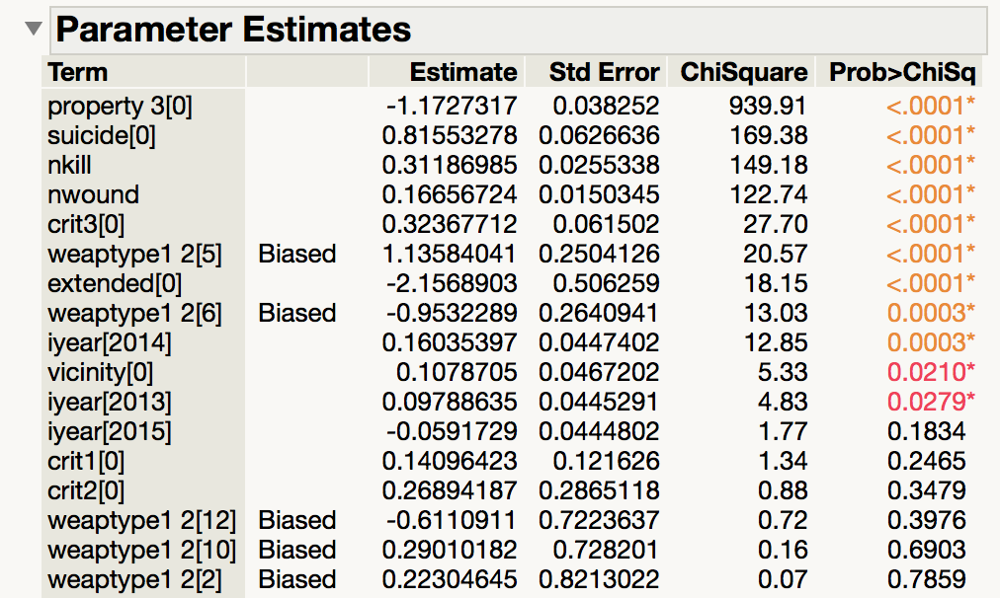 Parameter Estimates
Term Estimate Std Error ChiSquare Prob>ChiSq
property 3[0] -1.1727317 0.038252 939.91 <.0001*
suicide[0] 0.81553278 0.0626636 169.38 <.0001*
nkill 0.31186985 0.0255338 149.18 <.0001*
nwound 0.16656724 0.0150345 122.74 <.0001*
crit3[0] 0.32367712 0.061502 27.70 <.0001*
weaptype1 2[5] Biased 1.13584041 0.2504126 20.57 <.0001*
extended[0] -2.1568903 0.506259 18.15 <.0001*
weaptype1 2[6] Biased -0.9532289 0.2640941 13.03 0.0003*
iyear[2014] 0.16035397 0.0447402 12.85 0.0003*
vicinity[0] 0.1078705 0.0467202 5.33 0.0210*
iyear[2013] 0.09788635 0.0445291 4.83 0.0279*
iyear[2015] -0.0591729 0.0444802 1.77 0.1834
crit1[0] 0.14096423 0.121626 1.34 0.2465
crit2[0] 0.26894187 0.2865118 0.88 0.3479
weaptype1 2[12] Biased -0.6110911 0.7223637 0.72 0.3976
weaptype1 2[10] Biased 0.29010182 0.728201 0.16 0.6903
weaptype1 2[2] Biased 0.22304645 0.8213022 0.07 0.7859